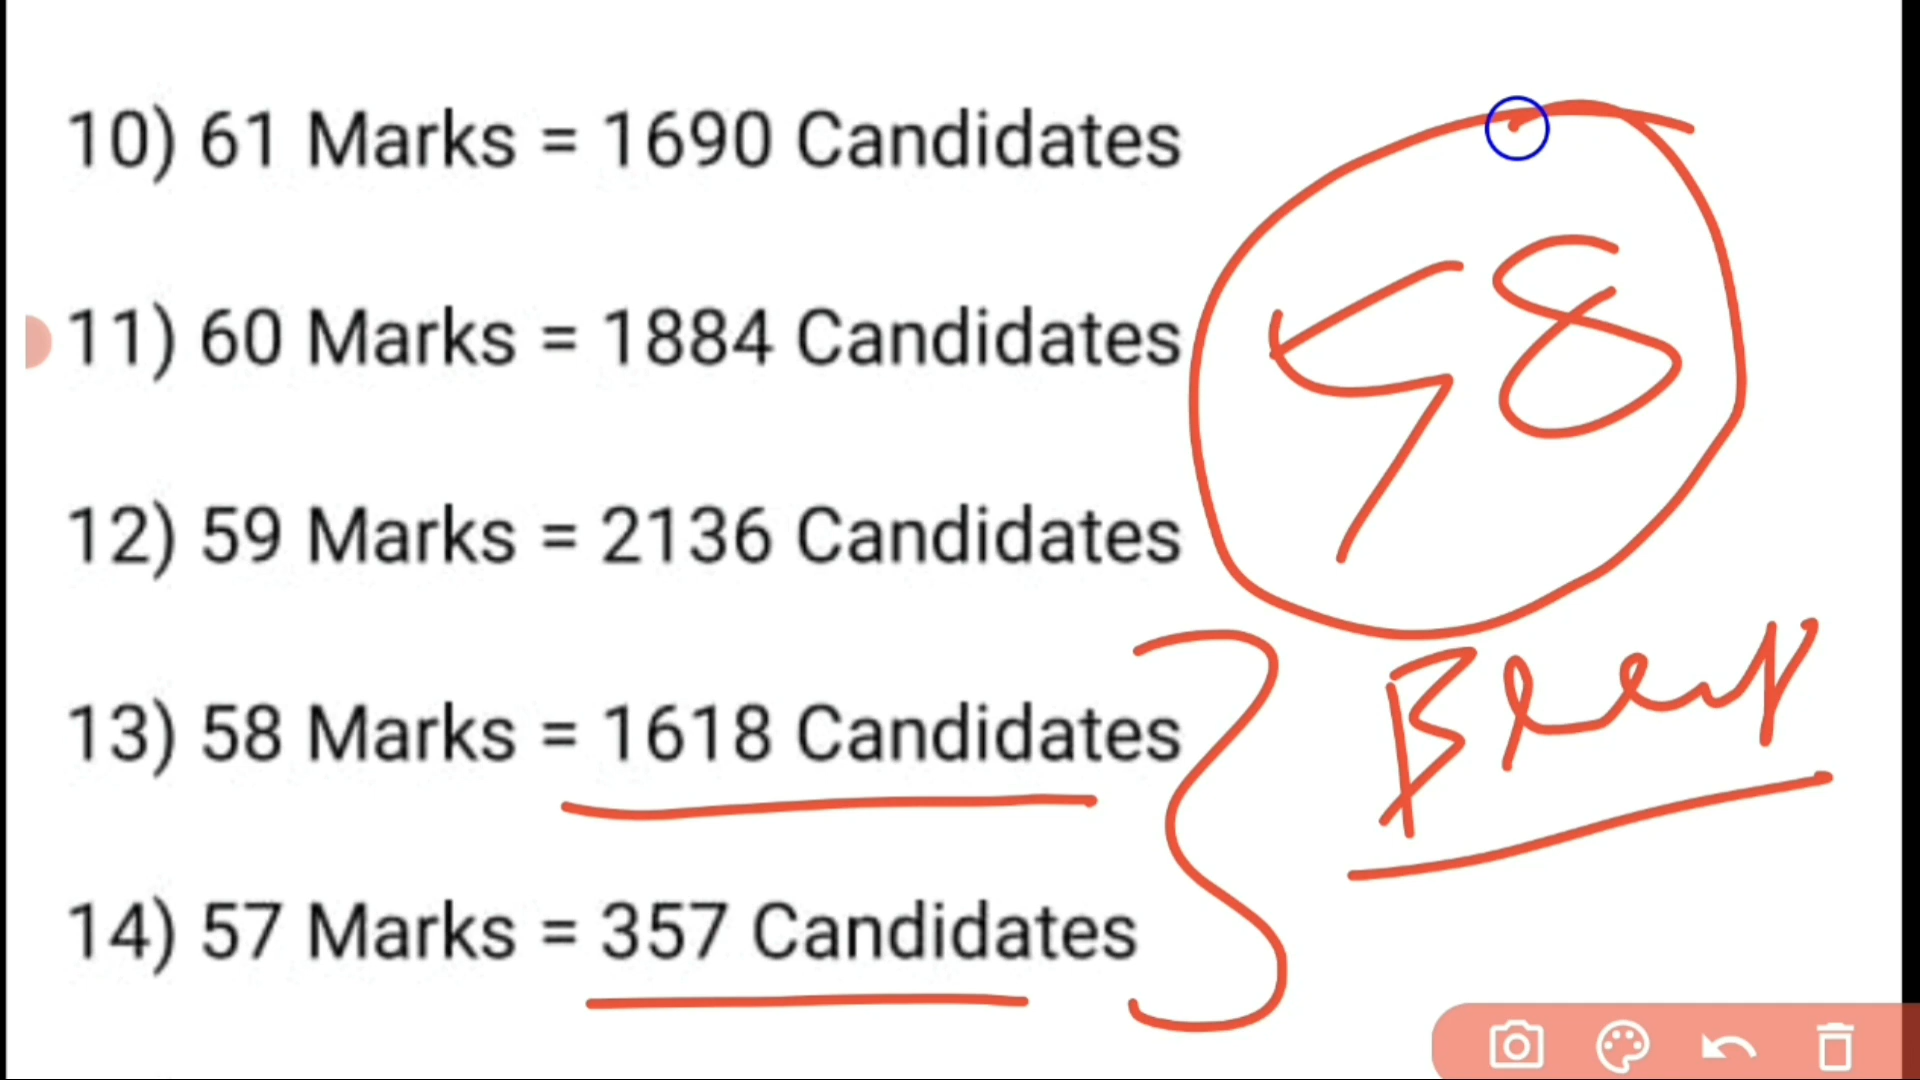 10) 61 Marks = 1690 Candidates
11) 60 Marks = 1884 Candidates
12) 59 Marks = 2136 Candidates
13) 58 Marks = 1618 Candidates
14) 57 Marks = 357 Candidates
58